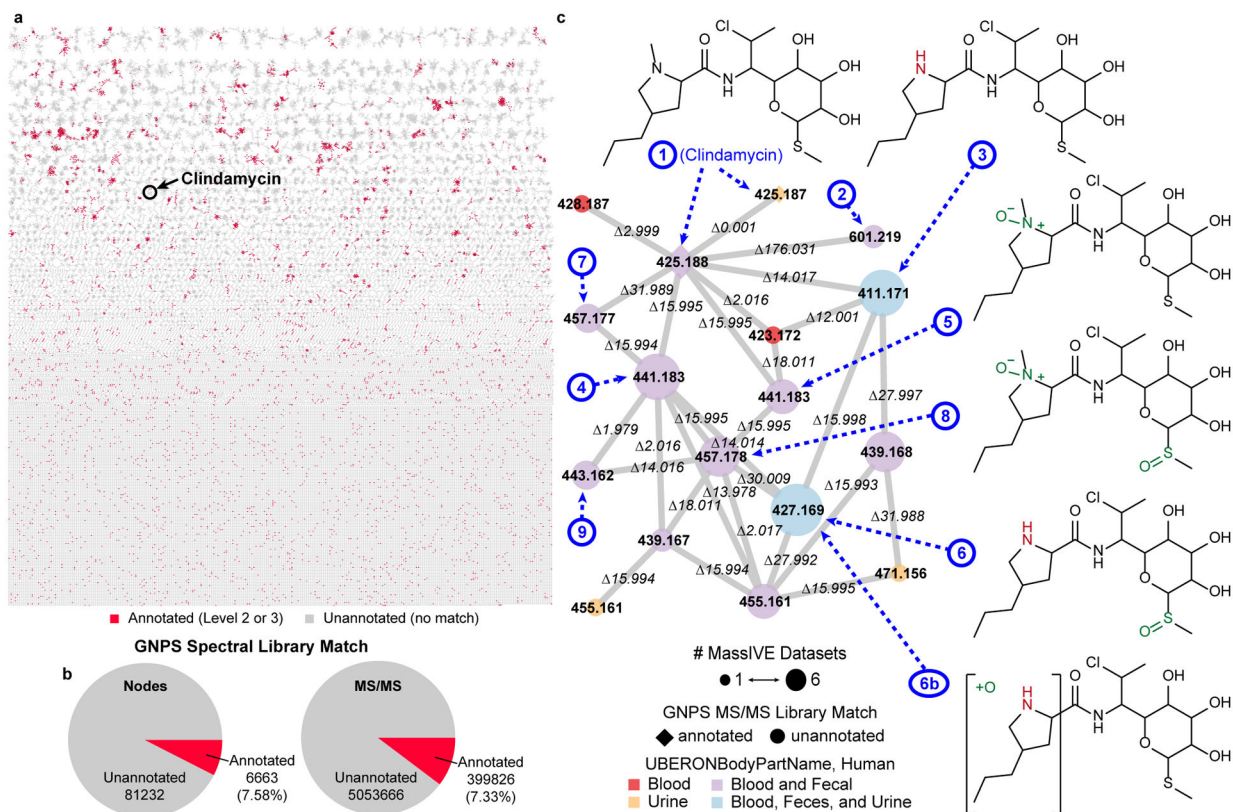 a
Clindamycin
Annotated (Level 2 or 3)
Unannotated (no match)
GNPS Spectral Library Match
b
Nodes
Unannotated
81232
Annotated
6663
(7.58%)
MS/MS
Unannotated
5053666
Annotated
399826
(7.33%)
c
N
O
N
H
Cl
OH
OH
OH
O
S
HN
O
N
H
Cl
OH
OH
OH
O
S
1 (Clindamycin)
3
2
428.187
425.187
601.219
Δ2.999
Δ0.001
Δ176.031
425.188
Δ14.017
411.171
7
Δ31.989
Δ15.995
Δ2.016
Δ12.001
457.177
Δ15.995
423.172
5
Δ15.994
Δ18.011
4
441.183
441.183
Δ27.997
8
Δ15.995
Δ15.995
Δ15.998
Δ1.979
Δ14.014
Δ2.016
457.178
439.168
443.162
Δ14.016
Δ30.009
Δ13.978
Δ15.993
Δ18.011
427.169
9
Δ2.017
Δ31.988
439.167
Δ27.992
6
Δ15.994
Δ15.994
471.156
455.161
455.161
Δ15.995
6b
O−
N+
O
N
H
Cl
OH
OH
OH
O
S
O−
N+
O
N
H
Cl
OH
OH
OH
O
S
O
HN
O
N
H
Cl
OH
OH
OH
O
S
O
+O
HN
O
N
H
Cl
OH
OH
OH
O
S
# MassIVE Datasets
1
6
GNPS MS/MS Library Match
annotated
unannotated
UBERONBodyPartName, Human
Blood
Blood and Fecal
Urine
Blood, Feces, and Urine